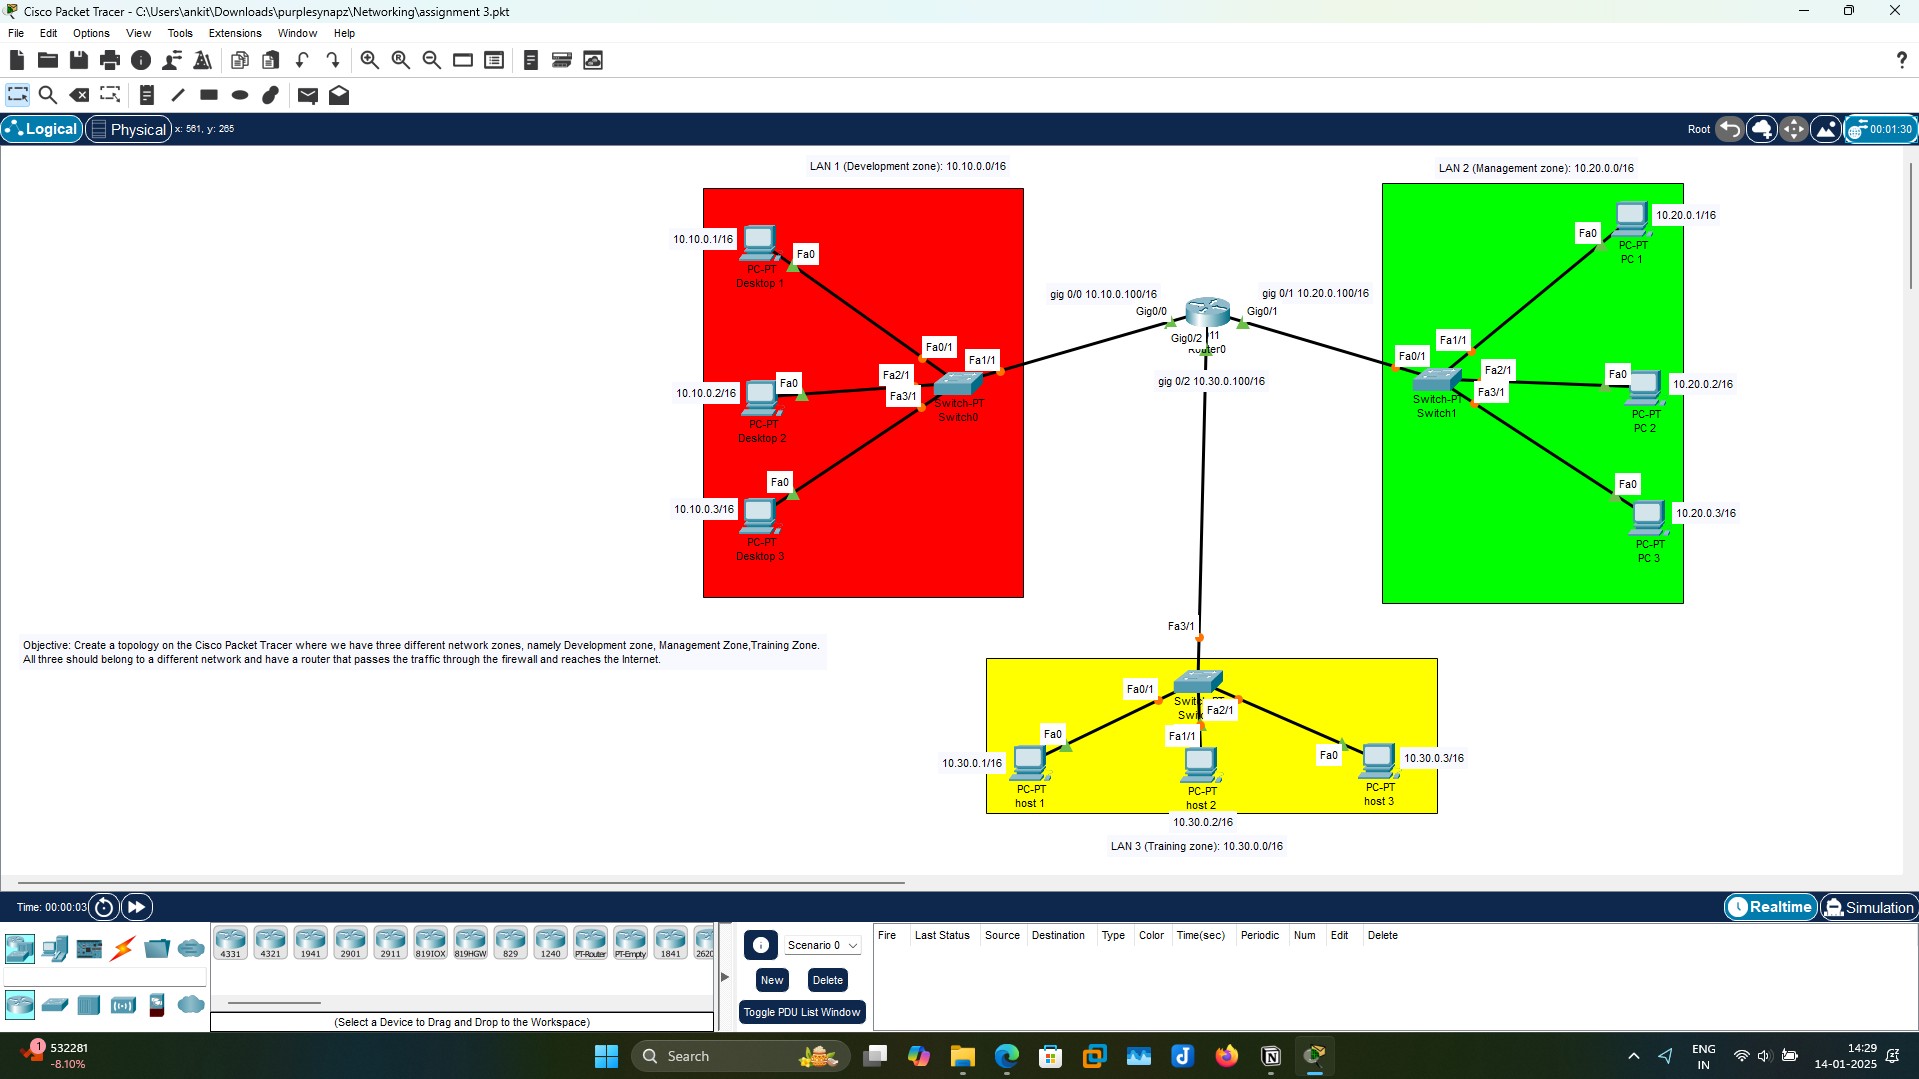 Cisco Packet Tracer - C:\Users\ankit\Downloads\purplesynapz\Networking\assignment 3.pkt
File Edit Options View Tools Extensions Window Help
?
Logical Physical x: 561, y: 265 Root 00:01:30
LAN 1 (Development zone): 10.10.0.0/16
LAN 2 (Management zone): 10.20.0.0/16
10.10.0.1/16
Fa0
PC-PT
Desktop 1
10.10.0.2/16
Fa0
PC-PT
Desktop 2
10.10.0.3/16
Fa0
PC-PT
Desktop 3
Fa0/1
Fa1/1
Fa2/1
Fa3/1
Switch-PT
Switch0
gig 0/0 10.10.0.100/16
Gig0/0
gig 0/1 10.20.0.100/16
Gig0/1
Gig0/2
Router0
gig 0/2 10.30.0.100/16
Fa0/1
Fa1/1
Fa2/1
Fa3/1
Switch-PT
Switch1
Fa0
10.20.0.1/16
PC-PT
PC 1
Fa0
10.20.0.2/16
PC-PT
PC 2
Fa0
10.20.0.3/16
PC-PT
PC 3
Objective: Create a topology on the Cisco Packet Tracer where we have three different network zones, namely Development zone, Management Zone,Training Zone.
All three should belong to a different network and have a router that passes the traffic through the firewall and reaches the Internet.
Fa3/1
Fa0/1
Fa2/1
Fa1/1
Fa0
10.30.0.1/16
PC-PT
host 1
PC-PT
host 2
10.30.0.2/16
Fa0
10.30.0.3/16
PC-PT
host 3
LAN 3 (Training zone): 10.30.0.0/16
Time: 00:00:03
Realtime Simulation
4331 4321 1941 2901 2911 819IOX 819HGW 829 1240 PT-Router PT-Empty 1841 2620
(Select a Device to Drag and Drop to the Workspace)
Scenario 0
New Delete
Toggle PDU List Window
Fire Last Status Source Destination Type Color Time(sec) Periodic Num Edit Delete
1
532281
-8.10%
Search
ENG
IN
14:29
14-01-2025